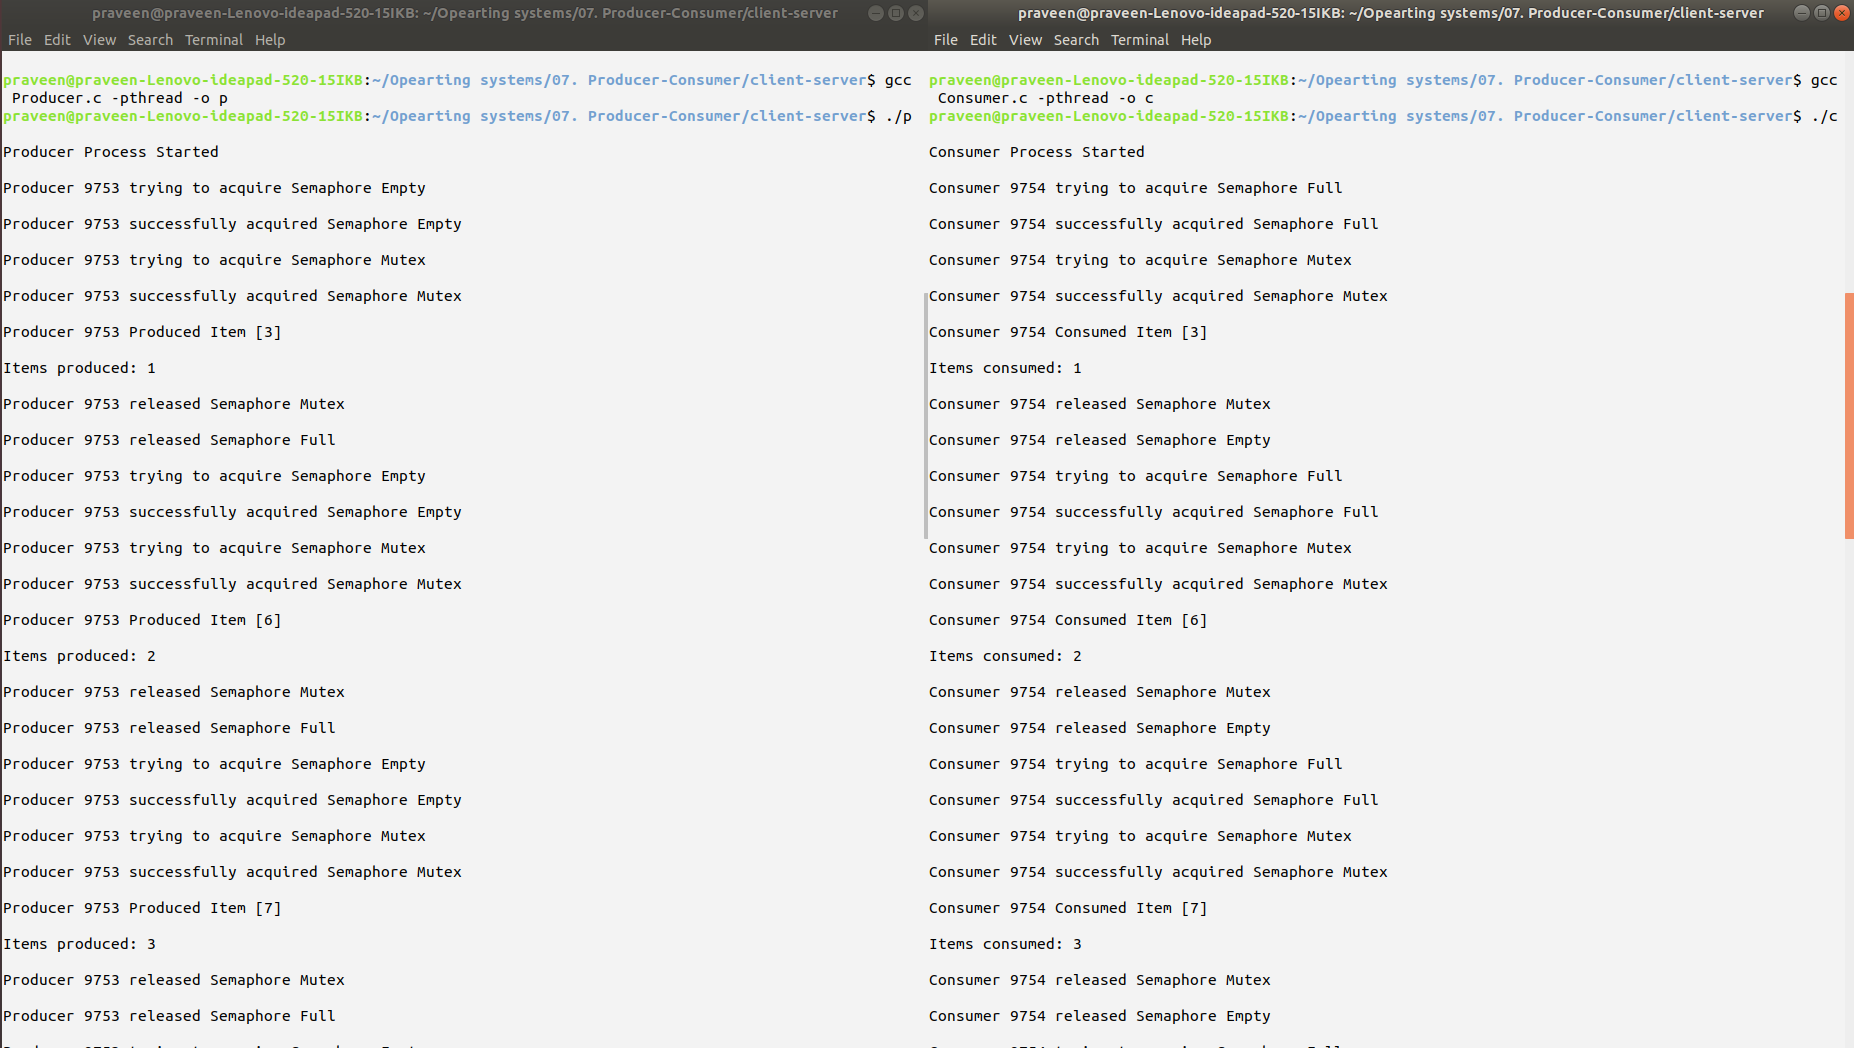 praveen@praveen-Lenovo-ideapad-520-15IKB: ~/Opearting systems/07. Producer-Consumer/client-server
File Edit View Search Terminal Help
praveen@praveen-Lenovo-ideapad-520-15IKB:~/Opearting systems/07. Producer-Consumer/client-server$ gcc
Producer.c -pthread -o p
praveen@praveen-Lenovo-ideapad-520-15IKB:~/Opearting systems/07. Producer-Consumer/client-server$ ./p
Producer Process Started
Producer 9753 trying to acquire Semaphore Empty
Producer 9753 successfully acquired Semaphore Empty
Producer 9753 trying to acquire Semaphore Mutex
Producer 9753 successfully acquired Semaphore Mutex
Producer 9753 Produced Item [3]
Items produced: 1
Producer 9753 released Semaphore Mutex
Producer 9753 released Semaphore Full
Producer 9753 trying to acquire Semaphore Empty
Producer 9753 successfully acquired Semaphore Empty
Producer 9753 trying to acquire Semaphore Mutex
Producer 9753 successfully acquired Semaphore Mutex
Producer 9753 Produced Item [6]
Items produced: 2
Producer 9753 released Semaphore Mutex
Producer 9753 released Semaphore Full
Producer 9753 trying to acquire Semaphore Empty
Producer 9753 successfully acquired Semaphore Empty
Producer 9753 trying to acquire Semaphore Mutex
Producer 9753 successfully acquired Semaphore Mutex
Producer 9753 Produced Item [7]
Items produced: 3
Producer 9753 released Semaphore Mutex
Producer 9753 released Semaphore Full
praveen@praveen-Lenovo-ideapad-520-15IKB: ~/Opearting systems/07. Producer-Consumer/client-server
File Edit View Search Terminal Help
praveen@praveen-Lenovo-ideapad-520-15IKB:~/Opearting systems/07. Producer-Consumer/client-server$ gcc
Consumer.c -pthread -o c
praveen@praveen-Lenovo-ideapad-520-15IKB:~/Opearting systems/07. Producer-Consumer/client-server$ ./c
Consumer Process Started
Consumer 9754 trying to acquire Semaphore Full
Consumer 9754 successfully acquired Semaphore Full
Consumer 9754 trying to acquire Semaphore Mutex
Consumer 9754 successfully acquired Semaphore Mutex
Consumer 9754 Consumed Item [3]
Items consumed: 1
Consumer 9754 released Semaphore Mutex
Consumer 9754 released Semaphore Empty
Consumer 9754 trying to acquire Semaphore Full
Consumer 9754 successfully acquired Semaphore Full
Consumer 9754 trying to acquire Semaphore Mutex
Consumer 9754 successfully acquired Semaphore Mutex
Consumer 9754 Consumed Item [6]
Items consumed: 2
Consumer 9754 released Semaphore Mutex
Consumer 9754 released Semaphore Empty
Consumer 9754 trying to acquire Semaphore Full
Consumer 9754 successfully acquired Semaphore Full
Consumer 9754 trying to acquire Semaphore Mutex
Consumer 9754 successfully acquired Semaphore Mutex
Consumer 9754 Consumed Item [7]
Items consumed: 3
Consumer 9754 released Semaphore Mutex
Consumer 9754 released Semaphore Empty